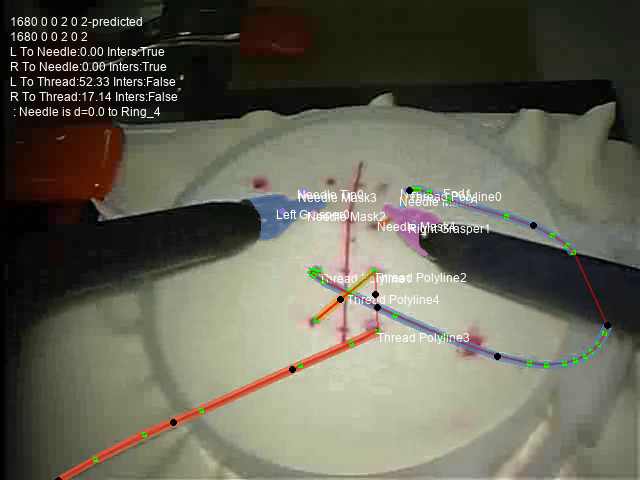 1680 0 0 2 0 2-predicted
1680 0 0 2 0 2
L To Needle:0.00 Inters:True
R To Needle:0.00 Inters:True
L To Thread:52.33 Inters:False
R To Thread:17.14 Inters:False
: Needle is d=0.0 to Ring_4
Needle Tip0
Needle Mask3
Thread Polyline0
Left Grasper0
Needle Mask2
Right Grasper1
Thread Polyline2
Thread Polyline4
Thread Polyline3